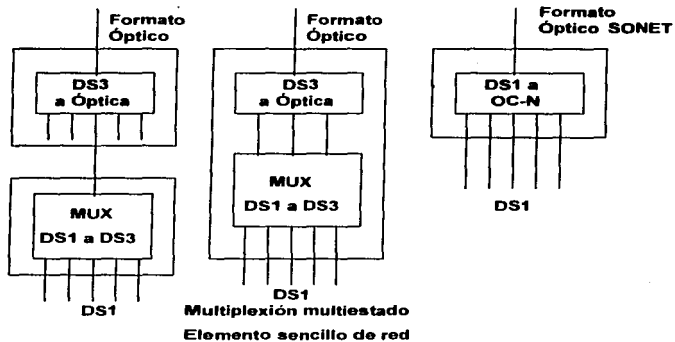 Formato
Óptico
DS3
a Óptica
MUX
DS1 a DS3
DS1
Formato
Óptico
DS3
a Óptica
MUX
DS1 a DS3
DS1
Multiplexión multiestado
Elemento sencillo de red
Formato
Óptico SONET
DS1 a
OC-N
DS1